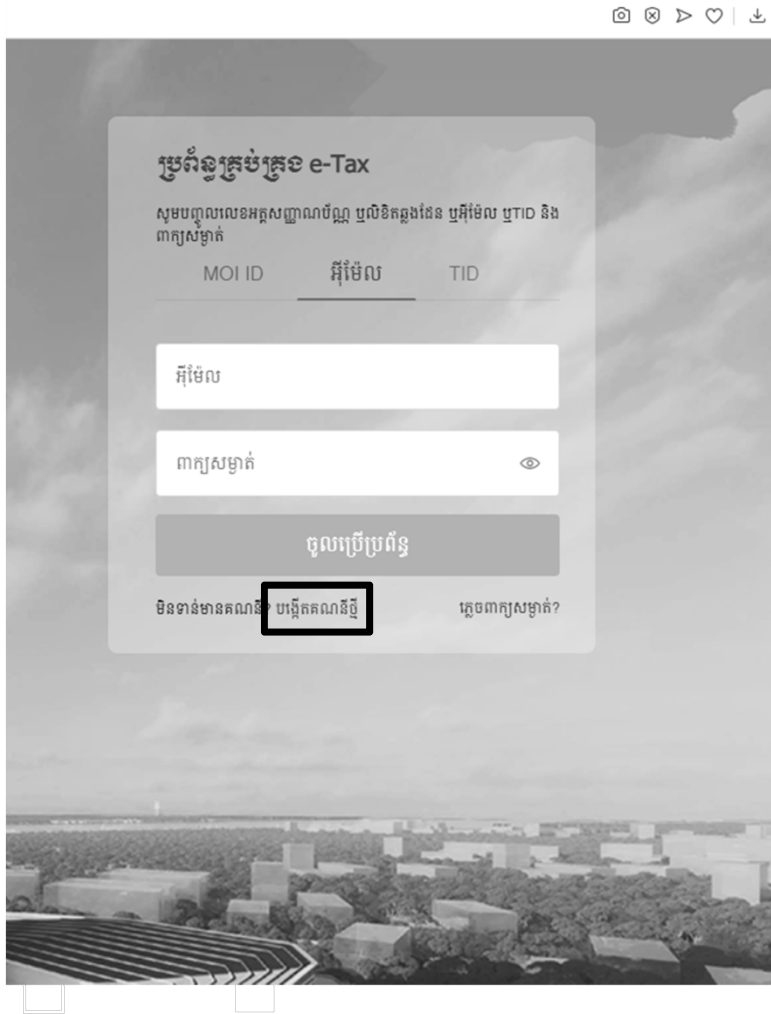 ប្រព័ន្ធគ្រប់គ្រង e-Tax
សូមបញ្ចូលលេខអត្តសញ្ញាណប័ណ្ណ ឬលិខិតឆ្លងដែន ឬអ៊ីម៉ែល ឬTID និង
ពាក្យសម្ងាត់
MOI ID អ៊ីម៉ែល TID
អ៊ីម៉ែល
ពាក្យសម្ងាត់
ចូលប្រើប្រព័ន្ធ
មិនទាន់មានគណនី? បង្កើតគណនីថ្មី ភ្លេចពាក្យសម្ងាត់?